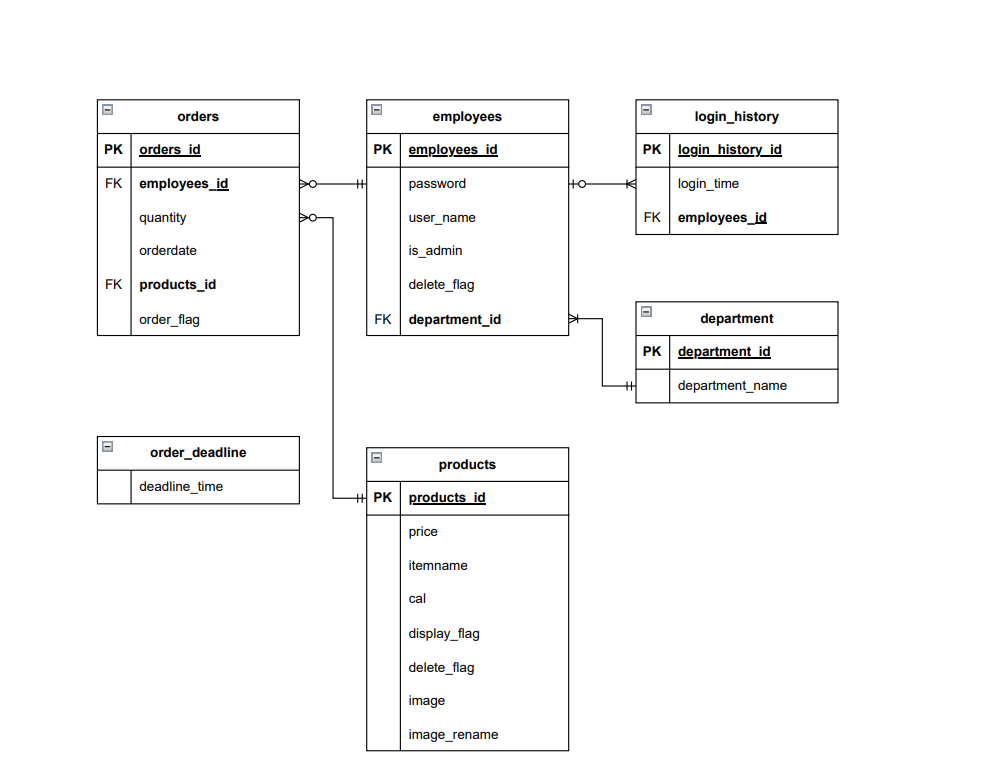 orders
PK orders_id
FK employees_id
quantity
orderdate
FK products_id
order_flag
employees
PK employees_id
password
user_name
is_admin
delete_flag
FK department_id
login_history
PK login_history_id
login_time
FK employees_id
department
PK department_id
department_name
order_deadline
deadline_time
products
PK products_id
price
itemname
cal
display_flag
delete_flag
image
image_rename